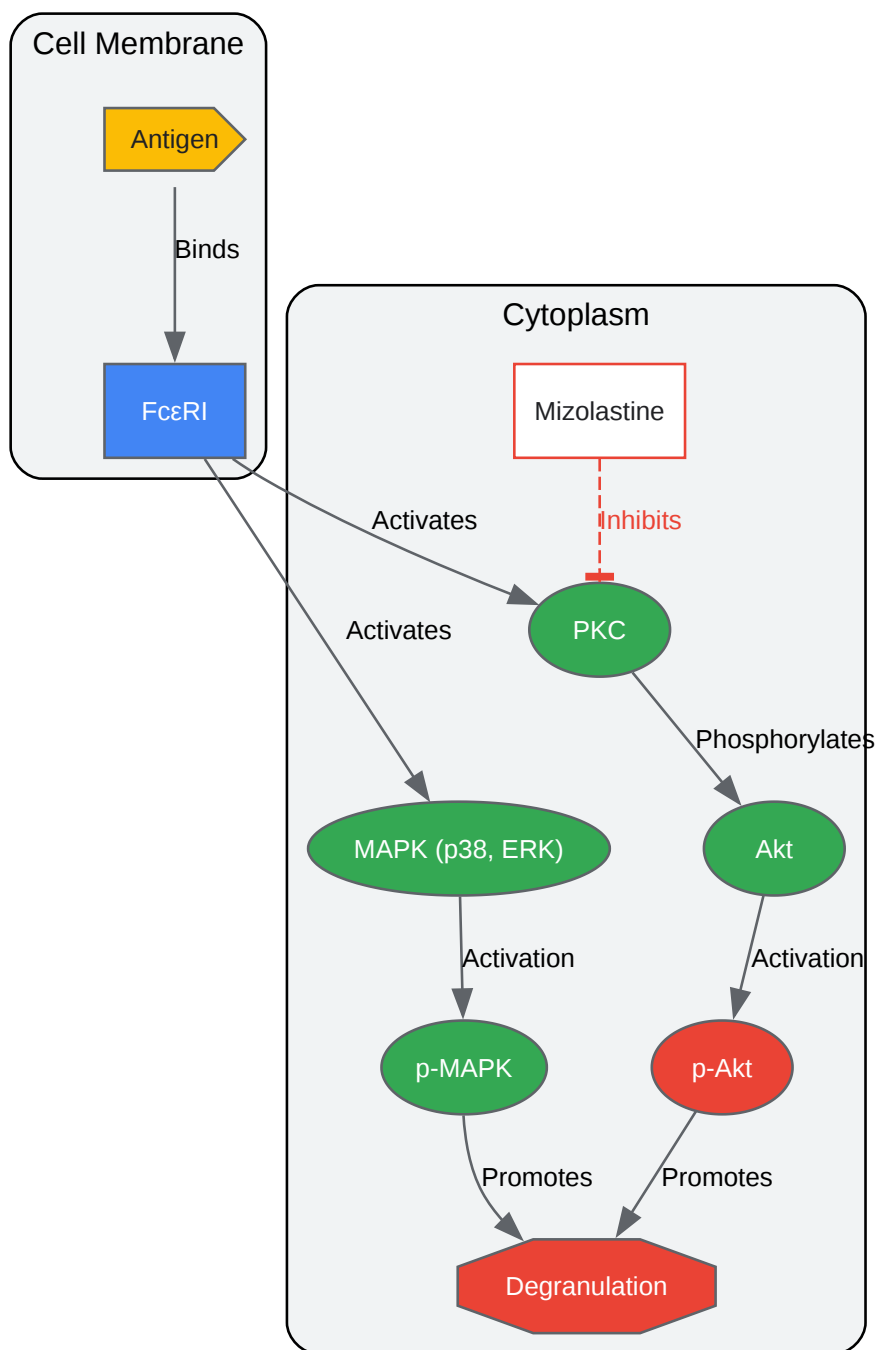 Cell Membrane
Antigen
Binds
Cytoplasm
FcεRI
Mizolastine
Activates
Inhibits
Activates
PKC
Phosphorylates
MAPK (p38, ERK)
Akt
Activation
Activation
p-MAPK
p-Akt
Promotes
Promotes
Degranulation